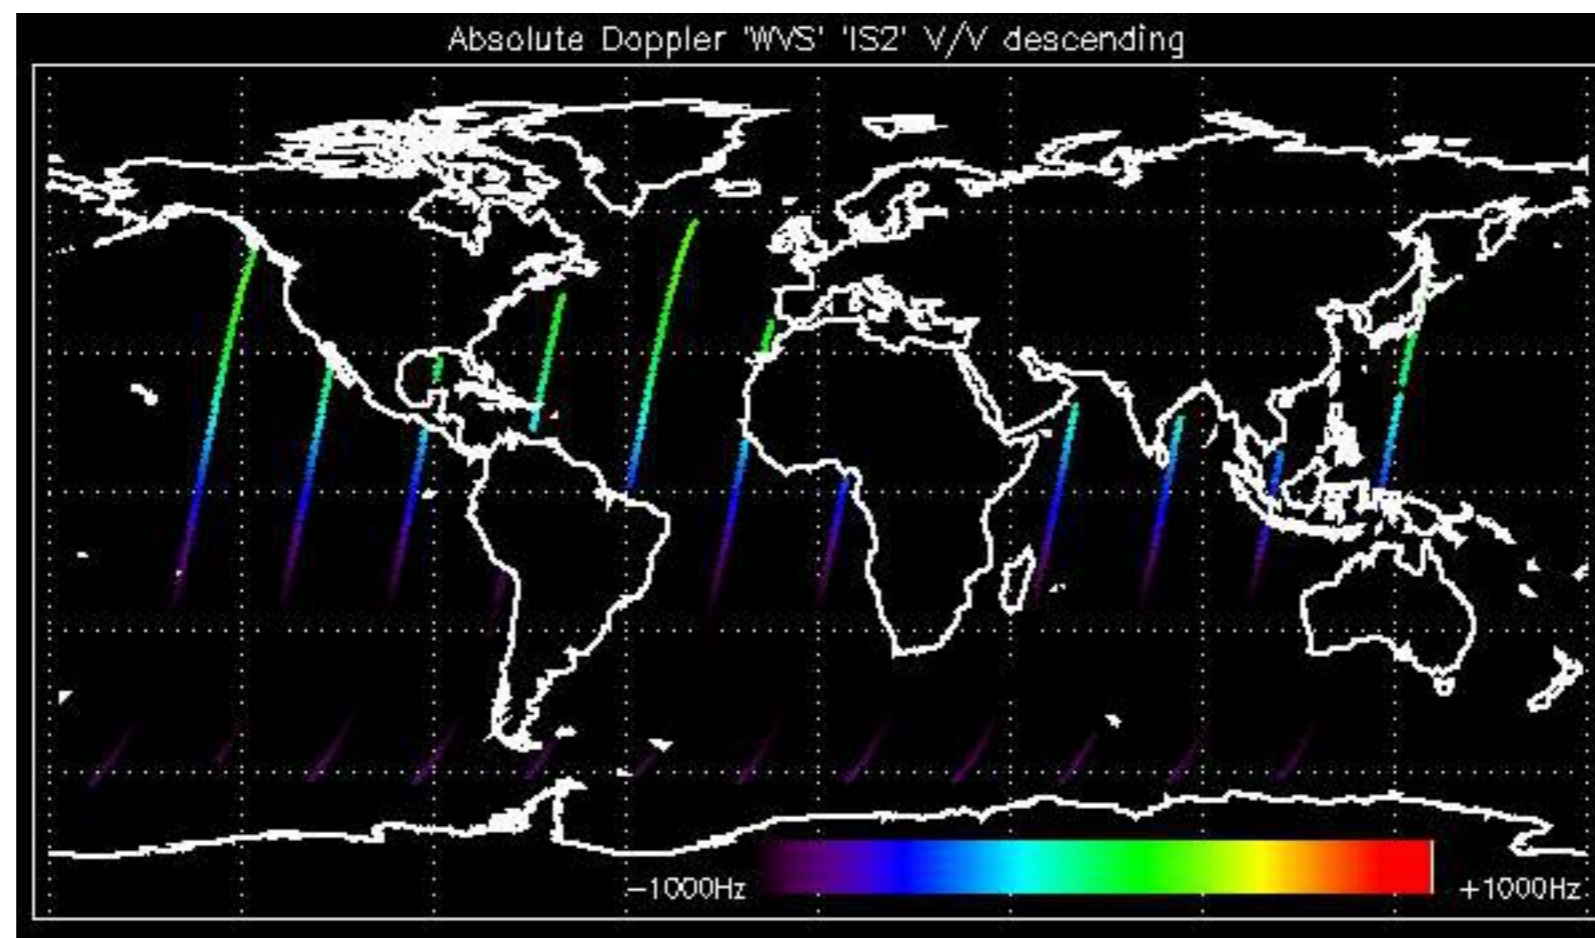 Absolute Doppler 'WVS' 'IS2' V/V descending
−1000Hz +1000Hz